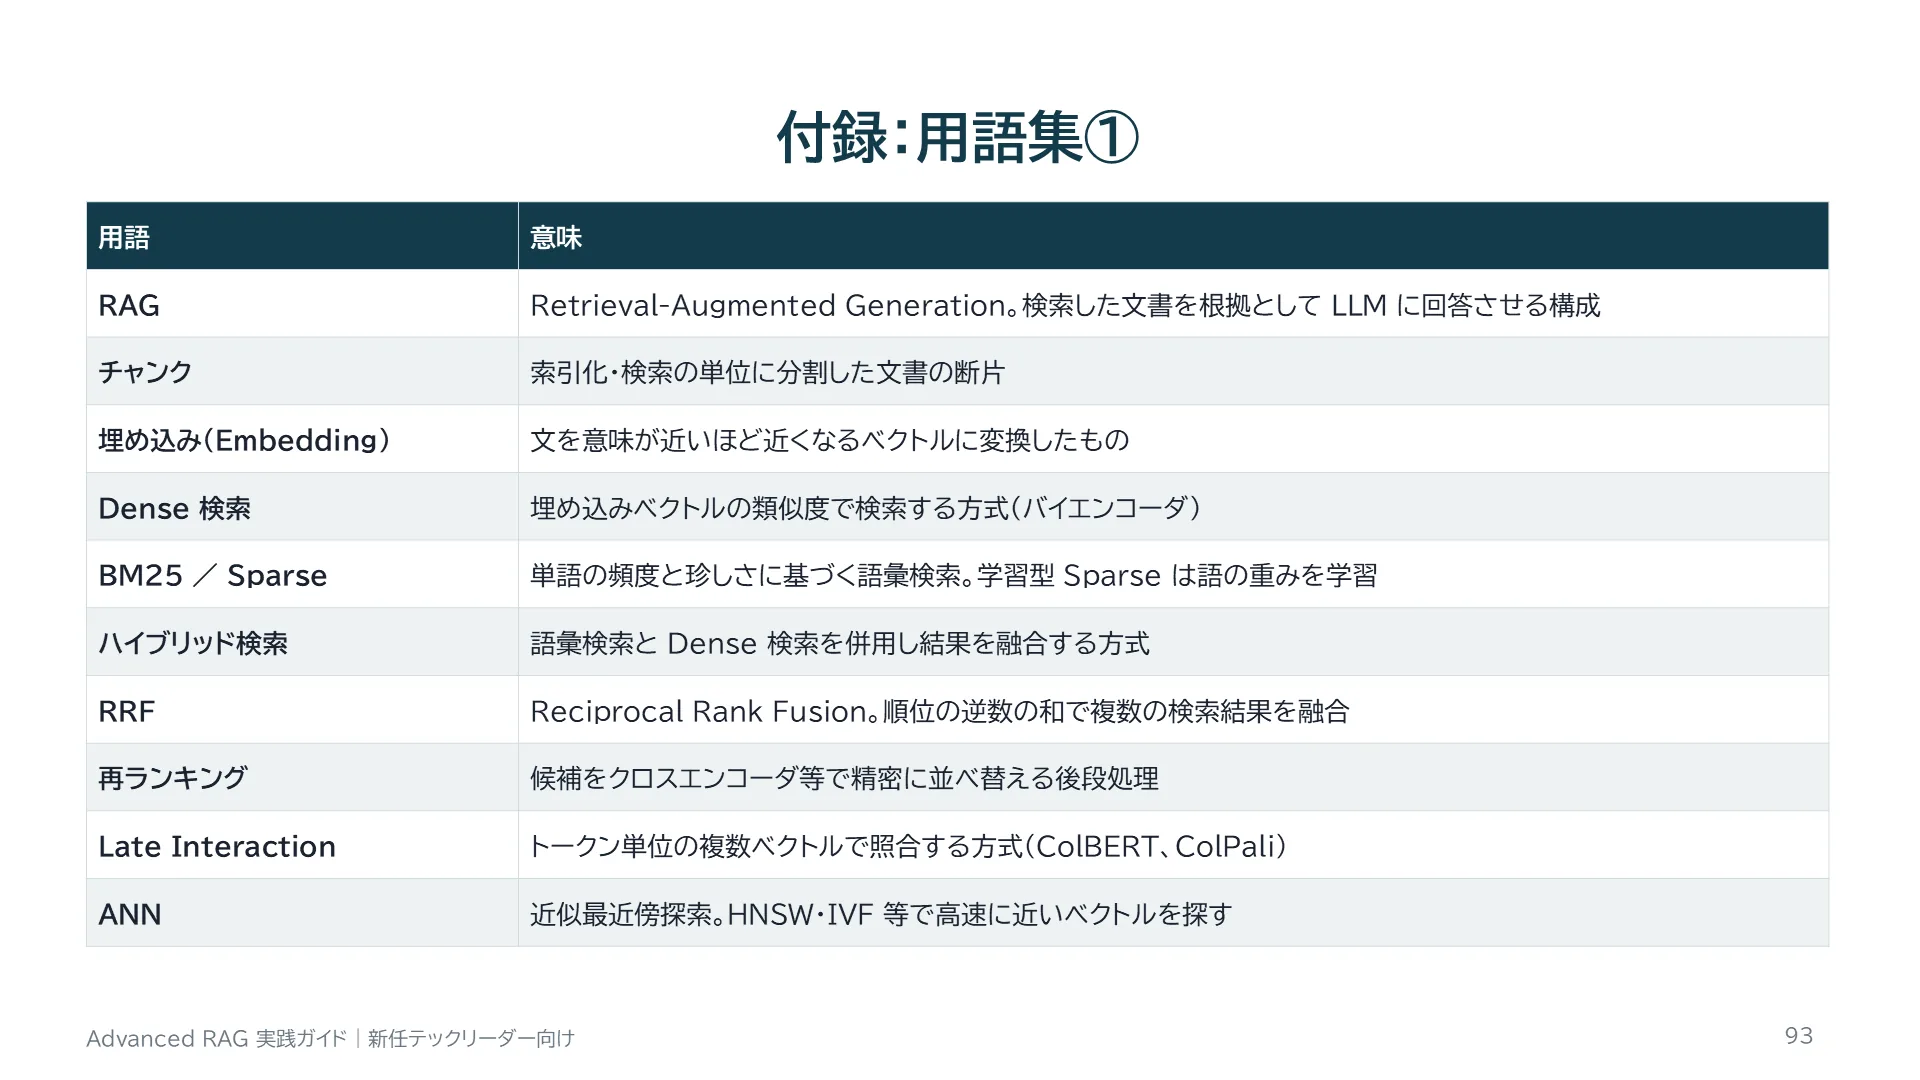 付録：用語集①
用語 意味
RAG Retrieval-Augmented Generation。検索した文書を根拠として LLM に回答させる構成
チャンク 索引化・検索の単位に分割した文書の断片
埋め込み（Embedding） 文を意味が近いほど近くなるベクトルに変換したもの
Dense 検索 埋め込みベクトルの類似度で検索する方式（バイエンコーダ）
BM25 ／ Sparse 単語の頻度と珍しさに基づく語彙検索。学習型 Sparse は語の重みを学習
ハイブリッド検索 語彙検索と Dense 検索を併用し結果を融合する方式
RRF Reciprocal Rank Fusion。順位の逆数の和で複数の検索結果を融合
再ランキング 候補をクロスエンコーダ等で精密に並べ替える後段処理
Late Interaction トークン単位の複数ベクトルで照合する方式（ColBERT、ColPali）
ANN 近似最近傍探索。HNSW・IVF 等で高速に近いベクトルを探す
Advanced RAG 実践ガイド｜新任テックリーダー向け 93